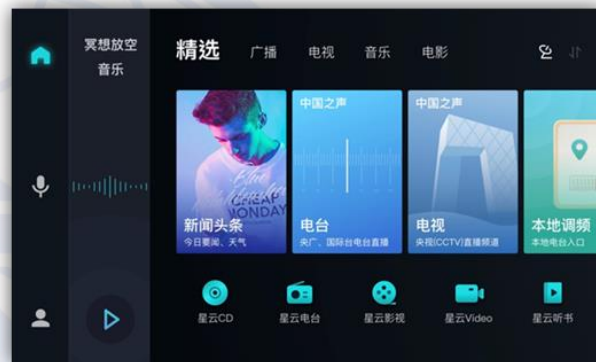 冥想放空
音乐
精选
广播
电视
音乐
电影
中国之声
中国之声
Blue
CHEAP
MONDAY
新闻头条
今日要闻、天气
电台
央广、国际台电台直播
电视
央视(CCTV)直播频道
本地调频
本地电台入口
星云CD
星云电台
星云影视
星云Video
星云听书